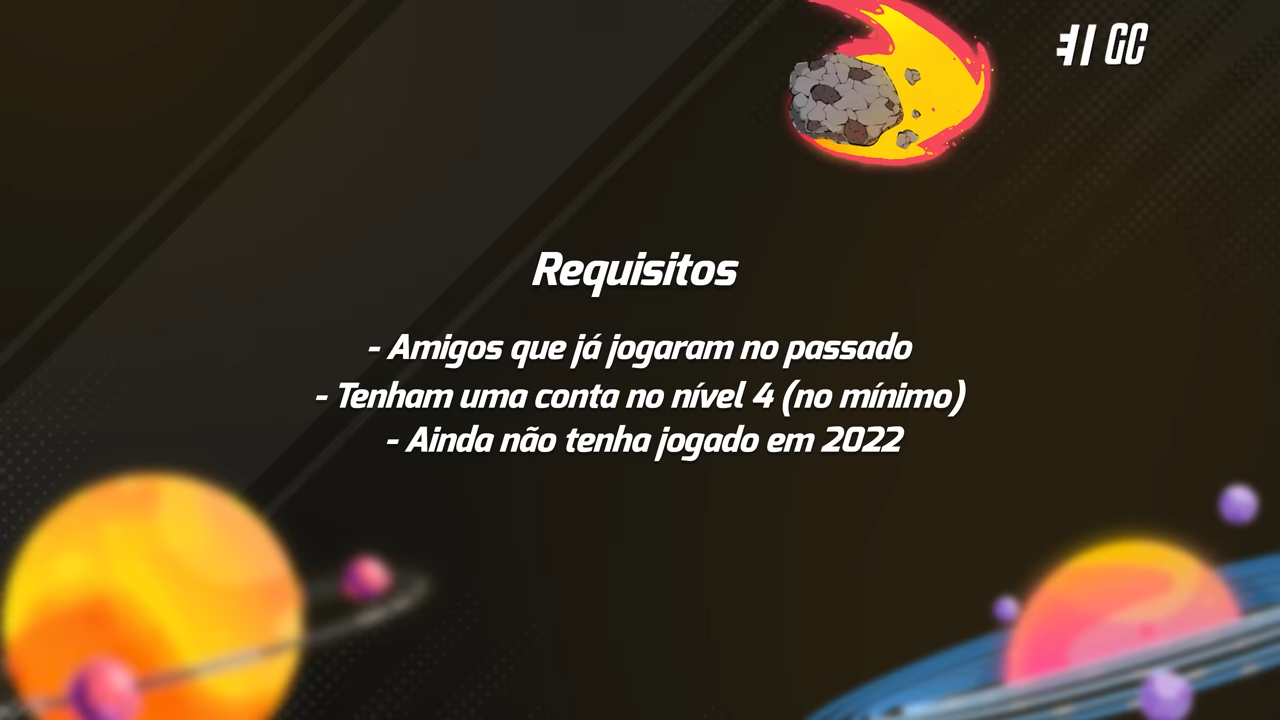 GC
Requisitos
- Amigos que já jogaram no passado
- Tenham uma conta no nível 4 (no mínimo)
- Ainda não tenha jogado em 2022